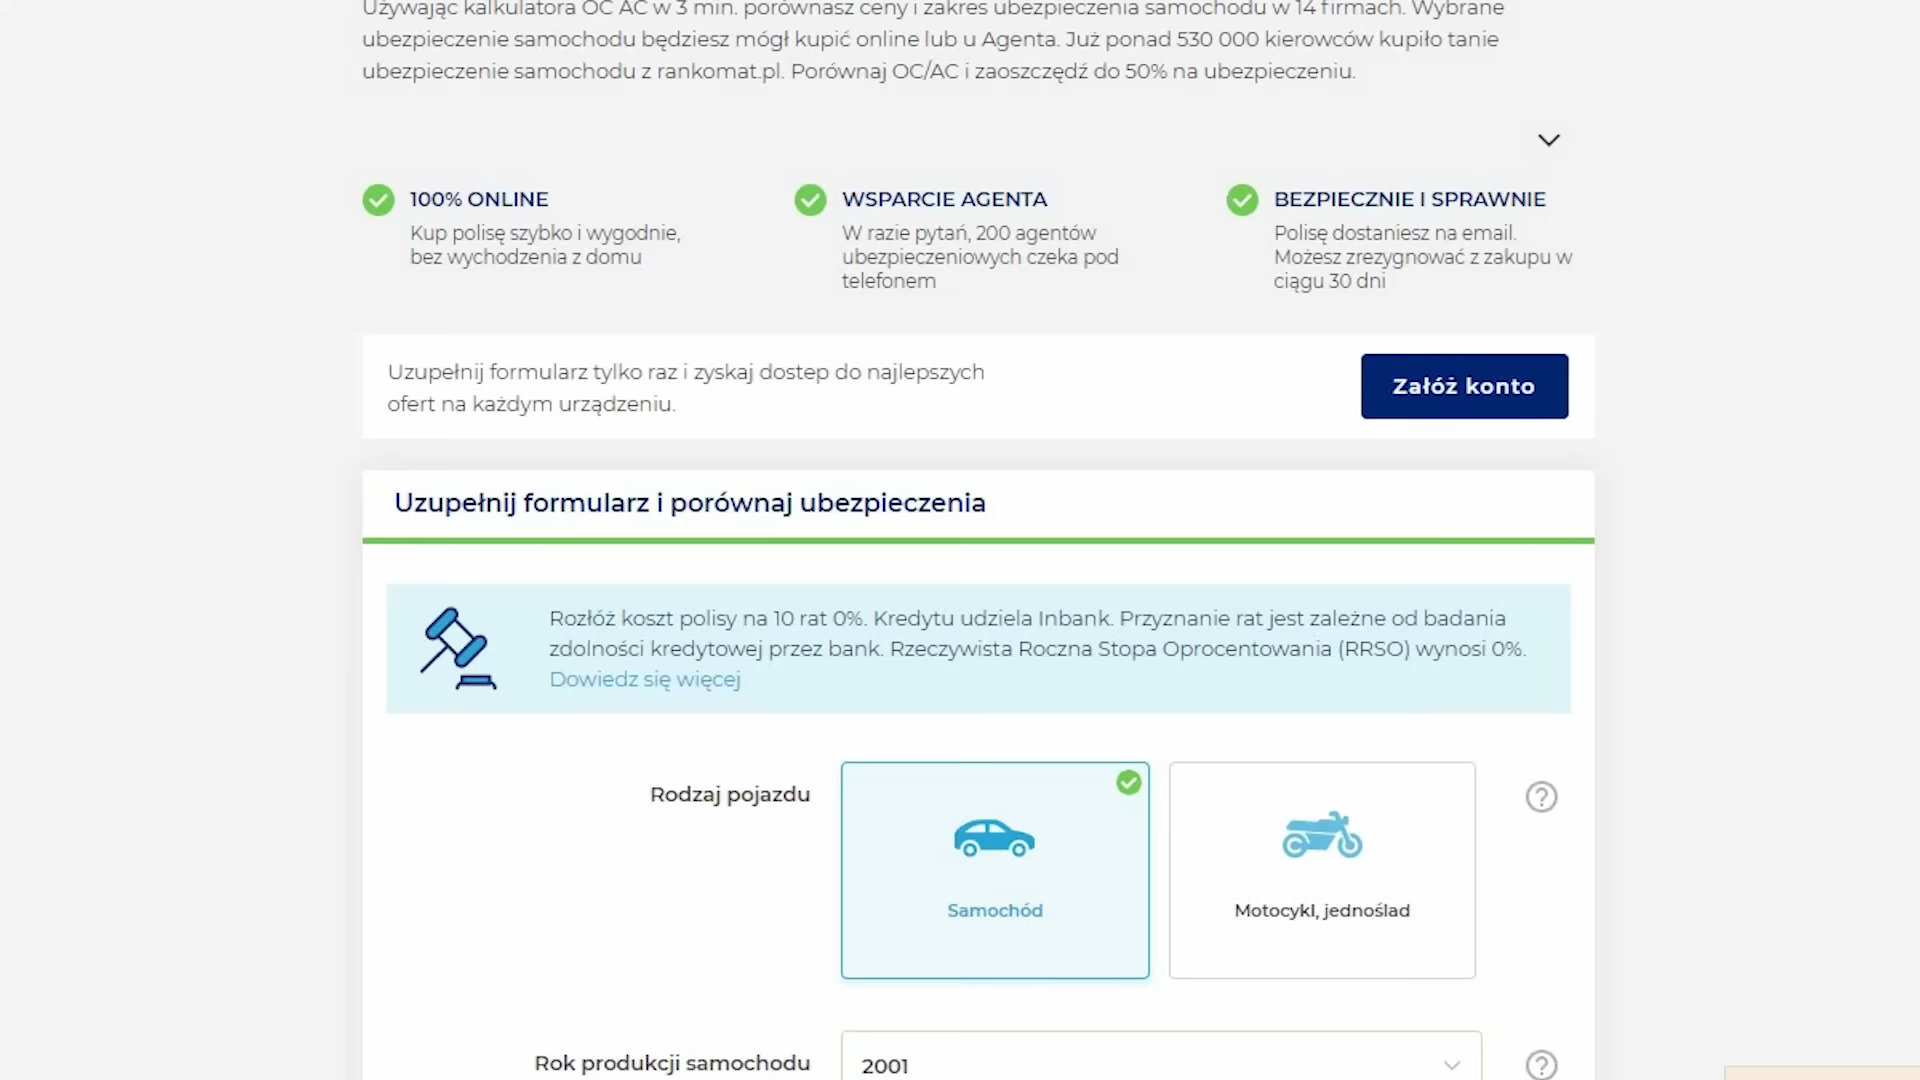 Używając kalkulatora OC AC w 3 min. porównasz ceny i zakres ubezpieczenia samochodu w 14 firmach. Wybrane
ubezpieczenie samochodu będziesz mógł kupić online lub u Agenta. Już ponad 530 000 kierowców kupiło tanie
ubezpieczenie samochodu z rankomat.pl. Porównaj OC/AC i zaoszczędź do 50% na ubezpieczeniu.
100% ONLINE
Kup polisę szybko i wygodnie,
bez wychodzenia z domu
WSPARCIE AGENTA
W razie pytań, 200 agentów
ubezpieczeniowych czeka pod
telefonem
BEZPIECZNIE I SPRAWNIE
Polisę dostaniesz na email.
Możesz zrezygnować z zakupu w
ciągu 30 dni
Uzupełnij formularz tylko raz i zyskaj dostep do najlepszych
ofert na każdym urządzeniu.
Załóż konto
Uzupełnij formularz i porównaj ubezpieczenia
Rozłóż koszt polisy na 10 rat 0%. Kredytu udziela Inbank. Przyznanie rat jest zależne od badania
zdolności kredytowej przez bank. Rzeczywista Roczna Stopa Oprocentowania (RRSO) wynosi 0%.
Dowiedz się więcej
Rodzaj pojazdu
Samochód
Motocykl, jednoślad
?
Rok produkcji samochodu
2001
?